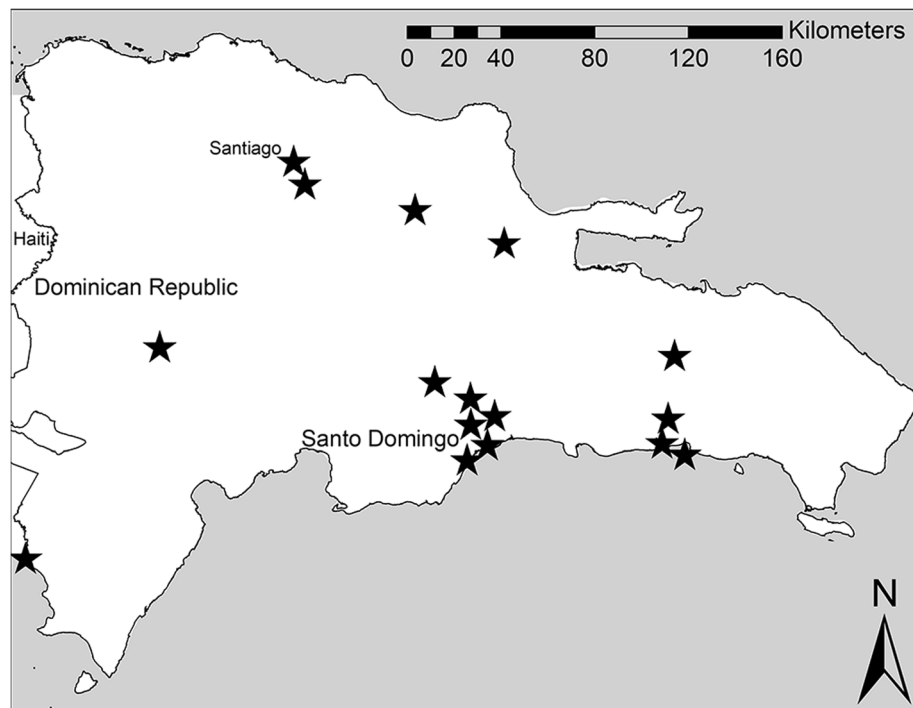 Kilometers
0 20 40 80 120 160
Santiago
Haiti
Dominican Republic
Santo Domingo
N